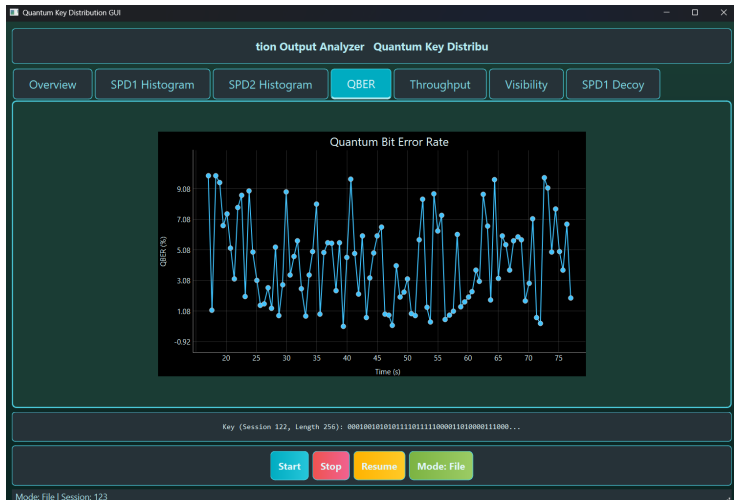 Quantum Key Distribution GUI
tion Output Analyzer Quantum Key Distribu
Overview
SPD1 Histogram
SPD2 Histogram
QBER
Throughput
Visibility
SPD1 Decoy
Quantum Bit Error Rate
9.08
7.08
5.08
3.08
1.08
-0.92
QBER (%)
20 25 30 35 40 45 50 55 60 65 70 75
Time (s)
Key (Session 122, Length 256): 0001001010101111011111000011010000111000...
Start
Stop
Resume
Mode: File
Mode: File | Session: 123